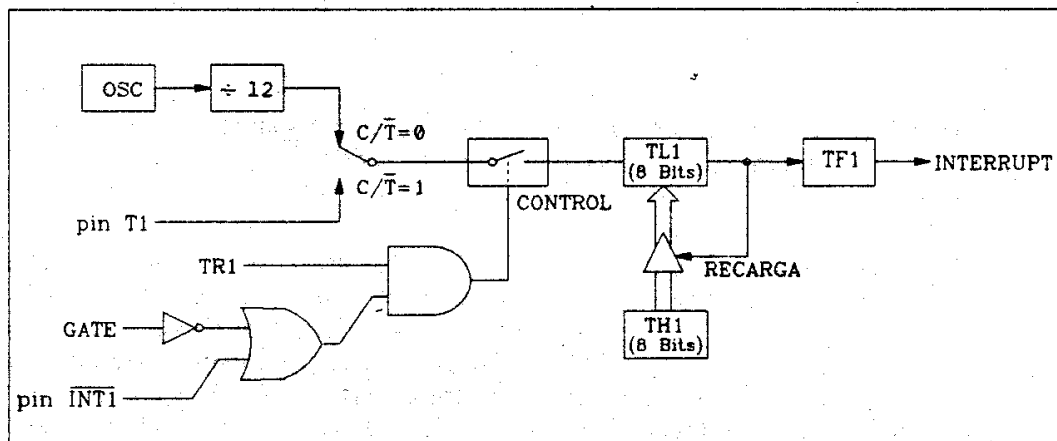 OSC
÷ 12
C/T̅=0
C/T̅=1
pin T1
CONTROL
TL1
(8 Bits)
TF1
INTERRUPT
RECARGA
TR1
GATE
TH1
(8 Bits)
pin I̅N̅T̅1̅